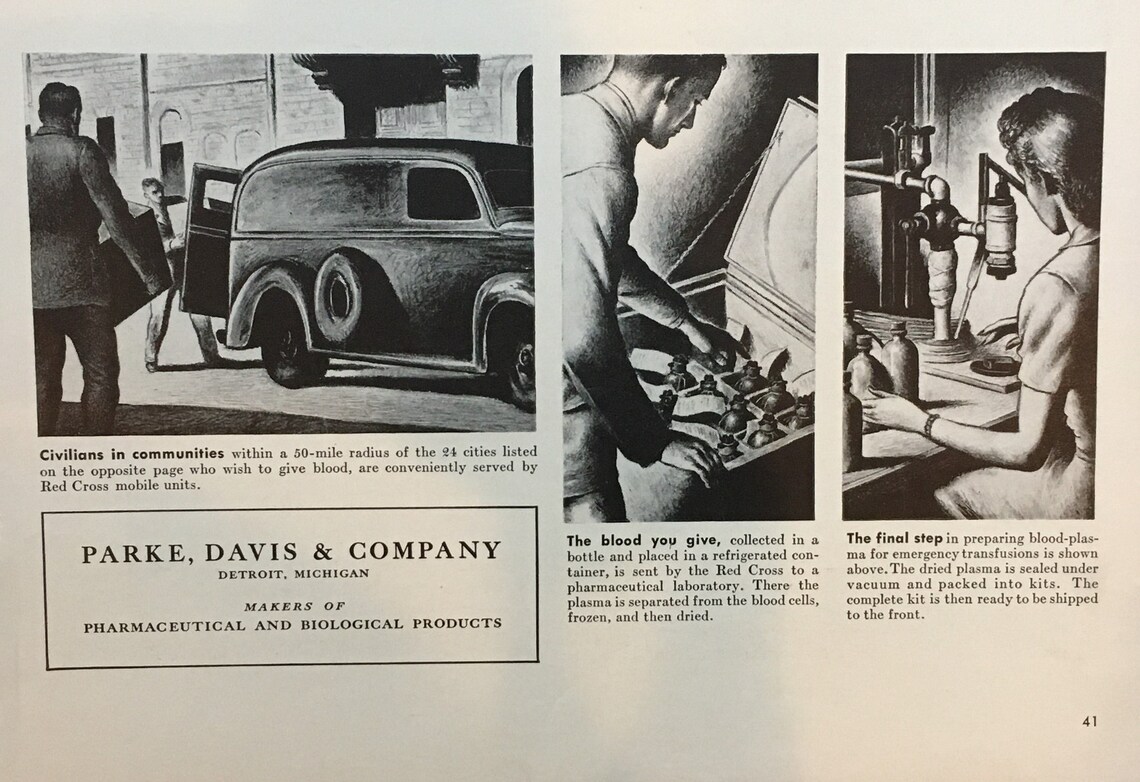 Civilians in communities within a 50-mile radius of the 24 cities listed
on the opposite page who wish to give blood, are conveniently served by
Red Cross mobile units.
PARKE, DAVIS & COMPANY
DETROIT, MICHIGAN
MAKERS OF
PHARMACEUTICAL AND BIOLOGICAL PRODUCTS
The blood you give, collected in a
bottle and placed in a refrigerated con-
tainer, is sent by the Red Cross to a
pharmaceutical laboratory. There the
plasma is separated from the blood cells,
frozen, and then dried.
The final step in preparing blood-plas-
ma for emergency transfusions is shown
above. The dried plasma is sealed under
vacuum and packed into kits. The
complete kit is then ready to be shipped
to the front.
41